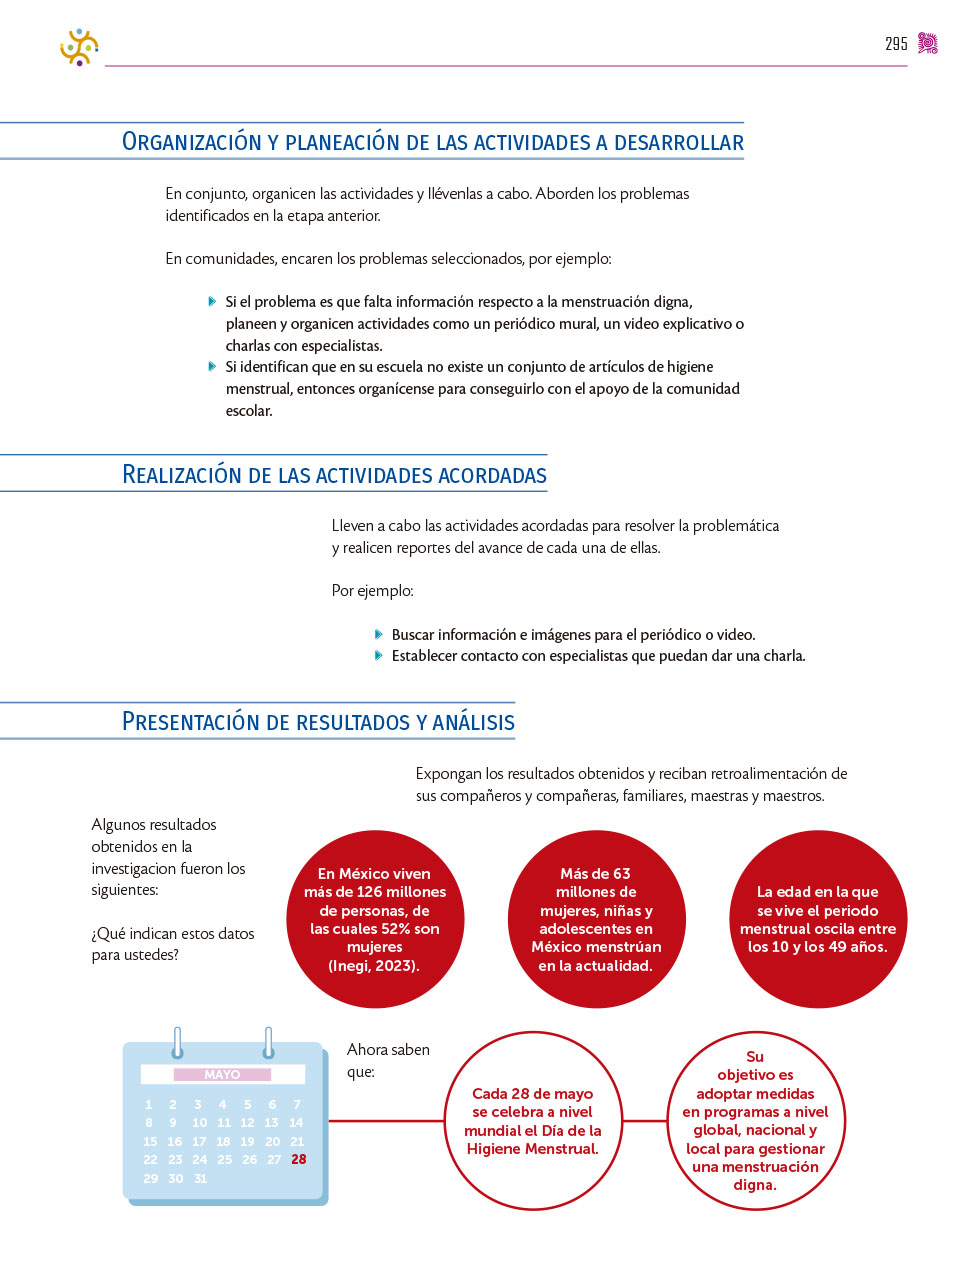 295
Organización y planeación de las actividades a desarrollar
En conjunto, organicen las actividades y llévenlas a cabo. Aborden los problemas
identificados en la etapa anterior.
En comunidades, encaren los problemas seleccionados, por ejemplo:
Si el problema es que falta información respecto a la menstruación digna,
planeen y organicen actividades como un periódico mural, un video explicativo o
charlas con especialistas.
Si identifican que en su escuela no existe un conjunto de artículos de higiene
menstrual, entonces organícense para conseguirlo con el apoyo de la comunidad
escolar.
Realización de las actividades acordadas
Lleven a cabo las actividades acordadas para resolver la problemática
y realicen reportes del avance de cada una de ellas.
Por ejemplo:
Buscar información e imágenes para el periódico o video.
Establecer contacto con especialistas que puedan dar una charla.
Presentación de resultados y análisis
Expongan los resultados obtenidos y reciban retroalimentación de
sus compañeros y compañeras, familiares, maestras y maestros.
Algunos resultados
obtenidos en la
investigacion fueron los
siguientes:
¿Qué indican estos datos
para ustedes?
En México viven
más de 126 millones
de personas, de
las cuales 52% son
mujeres
(Inegi, 2023).
Más de 63
millones de
mujeres, niñas y
adolescentes en
México menstrúan
en la actualidad.
La edad en la que
se vive el periodo
menstrual oscila entre
los 10 y los 49 años.
MAYO
1 2 3 4 5 6 7
8 9 10 11 12 13 14
15 16 17 18 19 20 21
22 23 24 25 26 27 28
29 30 31
Ahora saben
que:
Cada 28 de mayo
se celebra a nivel
mundial el Día de la
Higiene Menstrual.
Su
objetivo es
adoptar medidas
en programas a nivel
global, nacional y
local para gestionar
una menstruación
digna.